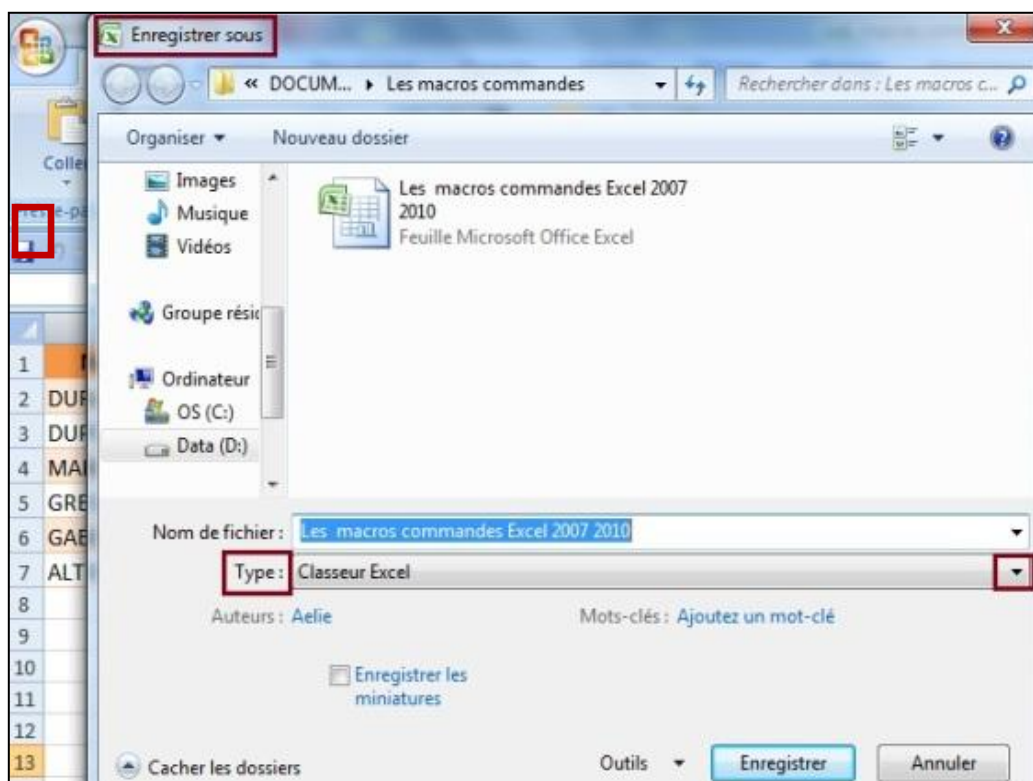 Enregistrer sous
« DOCUM... ▸ Les macros commandes
Rechercher dans : Les macros c...
Organiser
Nouveau dossier
Images
Musique
Vidéos
Groupe résid
Ordinateur
OS (C:)
Data (D:)
Les macros commandes Excel 2007
2010
Feuille Microsoft Office Excel
Nom de fichier : Les macros commandes Excel 2007 2010
Type : Classeur Excel
Auteurs : Aelie
Mots-clés : Ajoutez un mot-clé
Enregistrer les
miniatures
Cacher les dossiers
Outils
Enregistrer
Annuler
Colle
1
2 DUP
3 DUP
4 MA
5 GRE
6 GAE
7 ALT
8
9
10
11
12
13